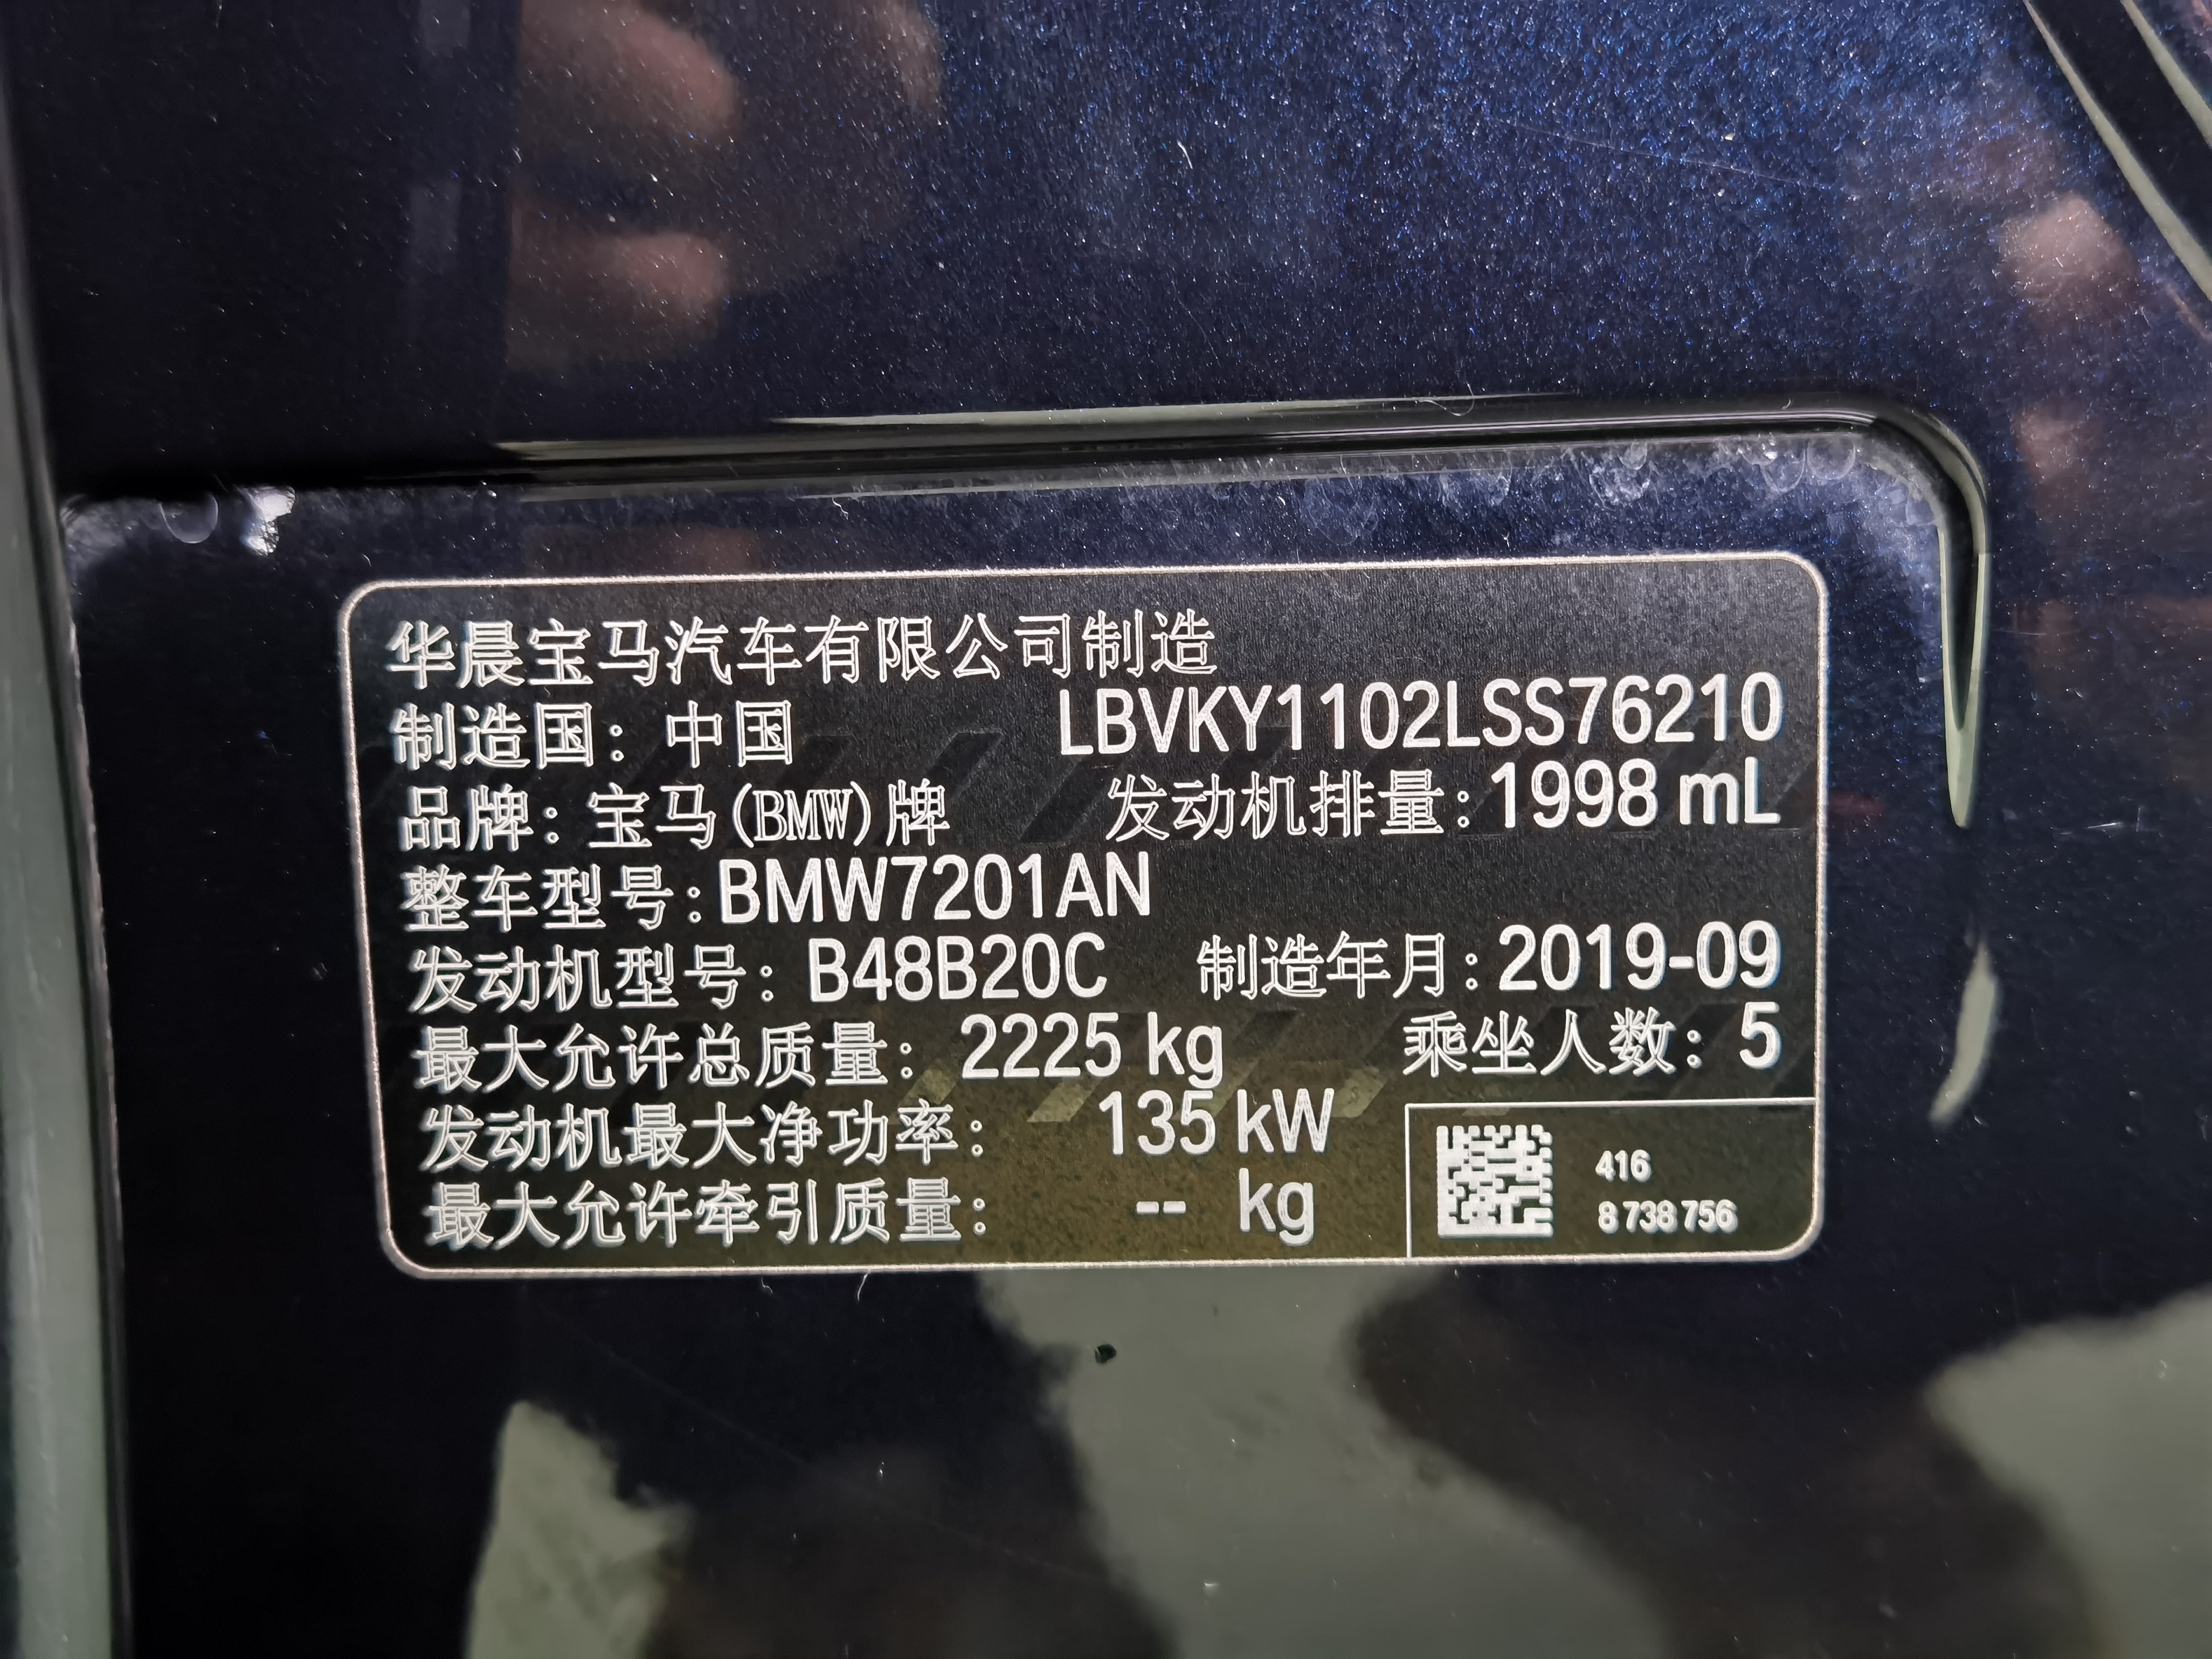 华晨宝马汽车有限公司制造
制造国：中国 LBVKY1102LSS76210
品牌：宝马(BMW)牌 发动机排量：1998 mL
整车型号：BMW7201AN
发动机型号：B48B20C 制造年月：2019-09
最大允许总质量：2225 kg 乘坐人数：5
发动机最大净功率：135 kW
最大允许牵引质量：-- kg
416
8 738 756